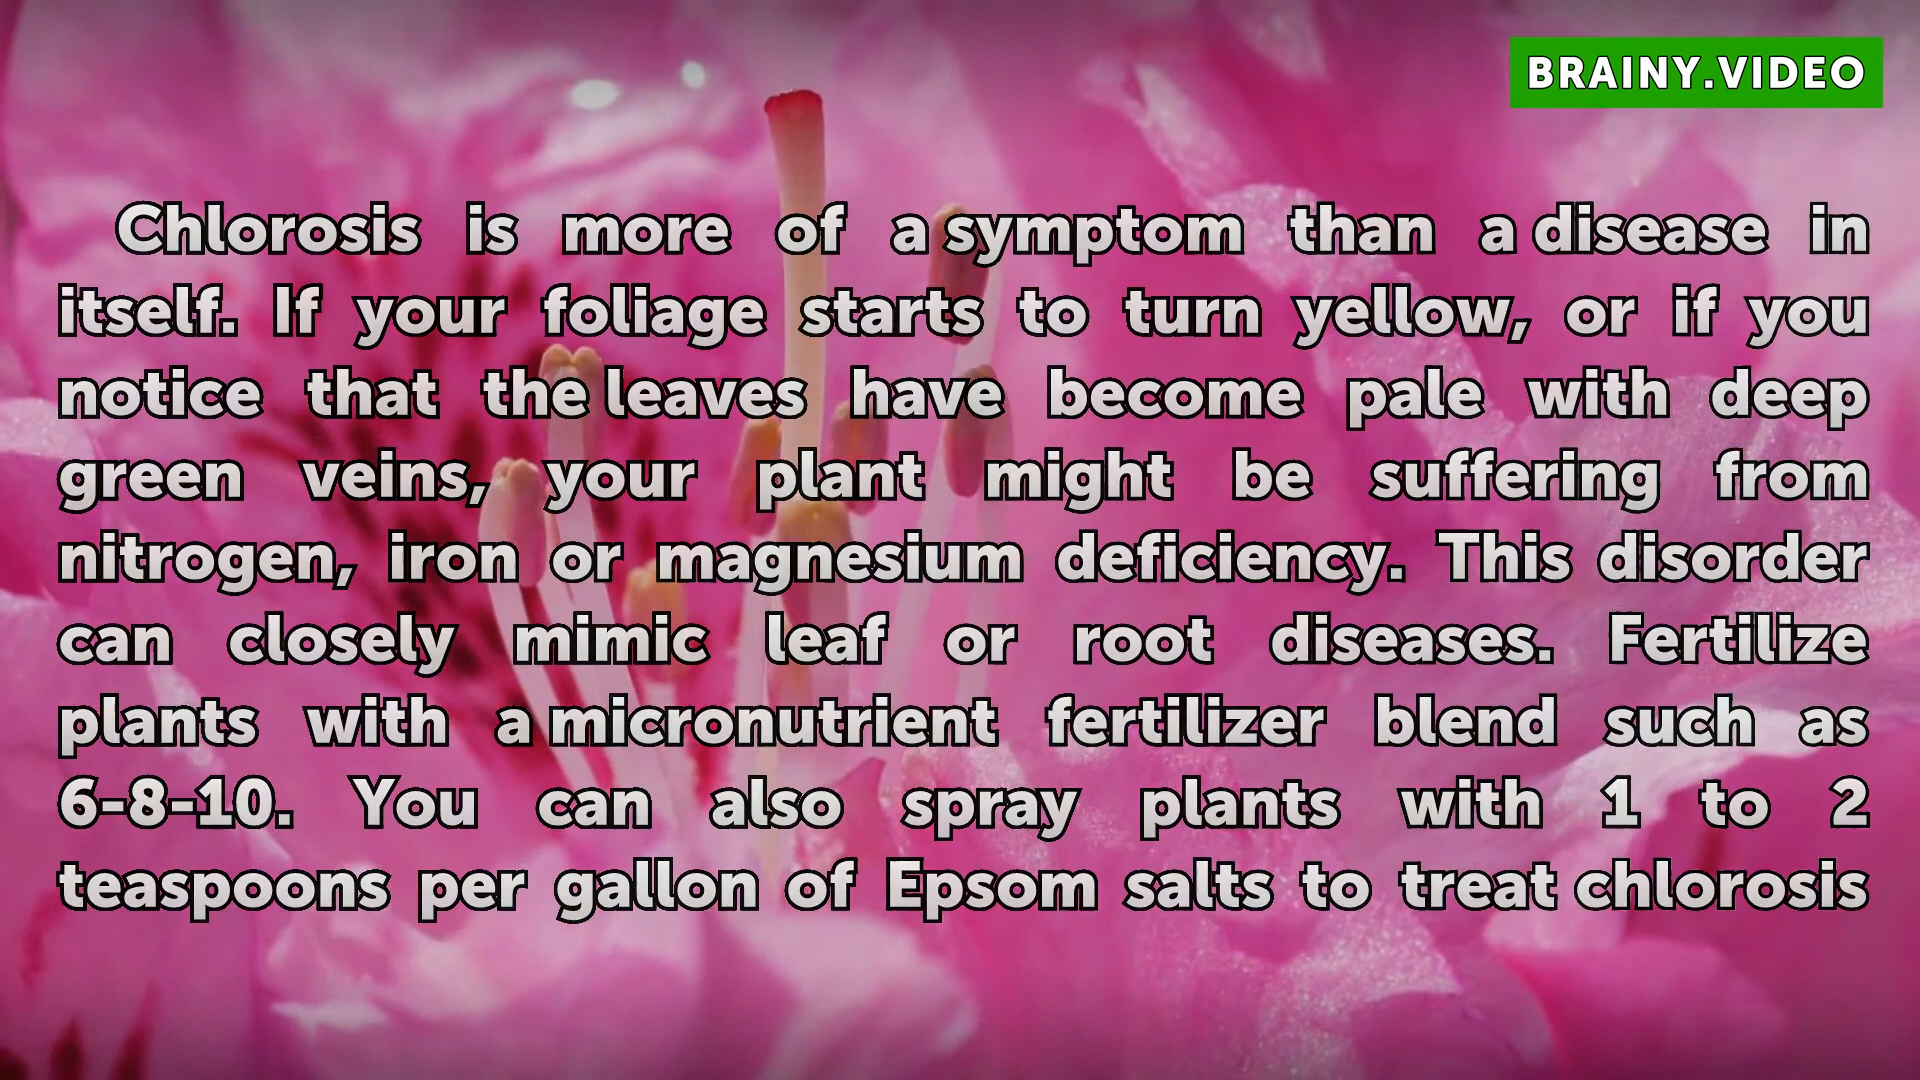 BRAINY.VIDEO
Chlorosis is more of a symptom than a disease in
itself. If your foliage starts to turn yellow, or if you
notice that the leaves have become pale with deep
green veins, your plant might be suffering from
nitrogen, iron or magnesium deficiency. This disorder
can closely mimic leaf or root diseases. Fertilize
plants with a micronutrient fertilizer blend such as
6-8-10. You can also spray plants with 1 to 2
teaspoons per gallon of Epsom salts to treat chlorosis